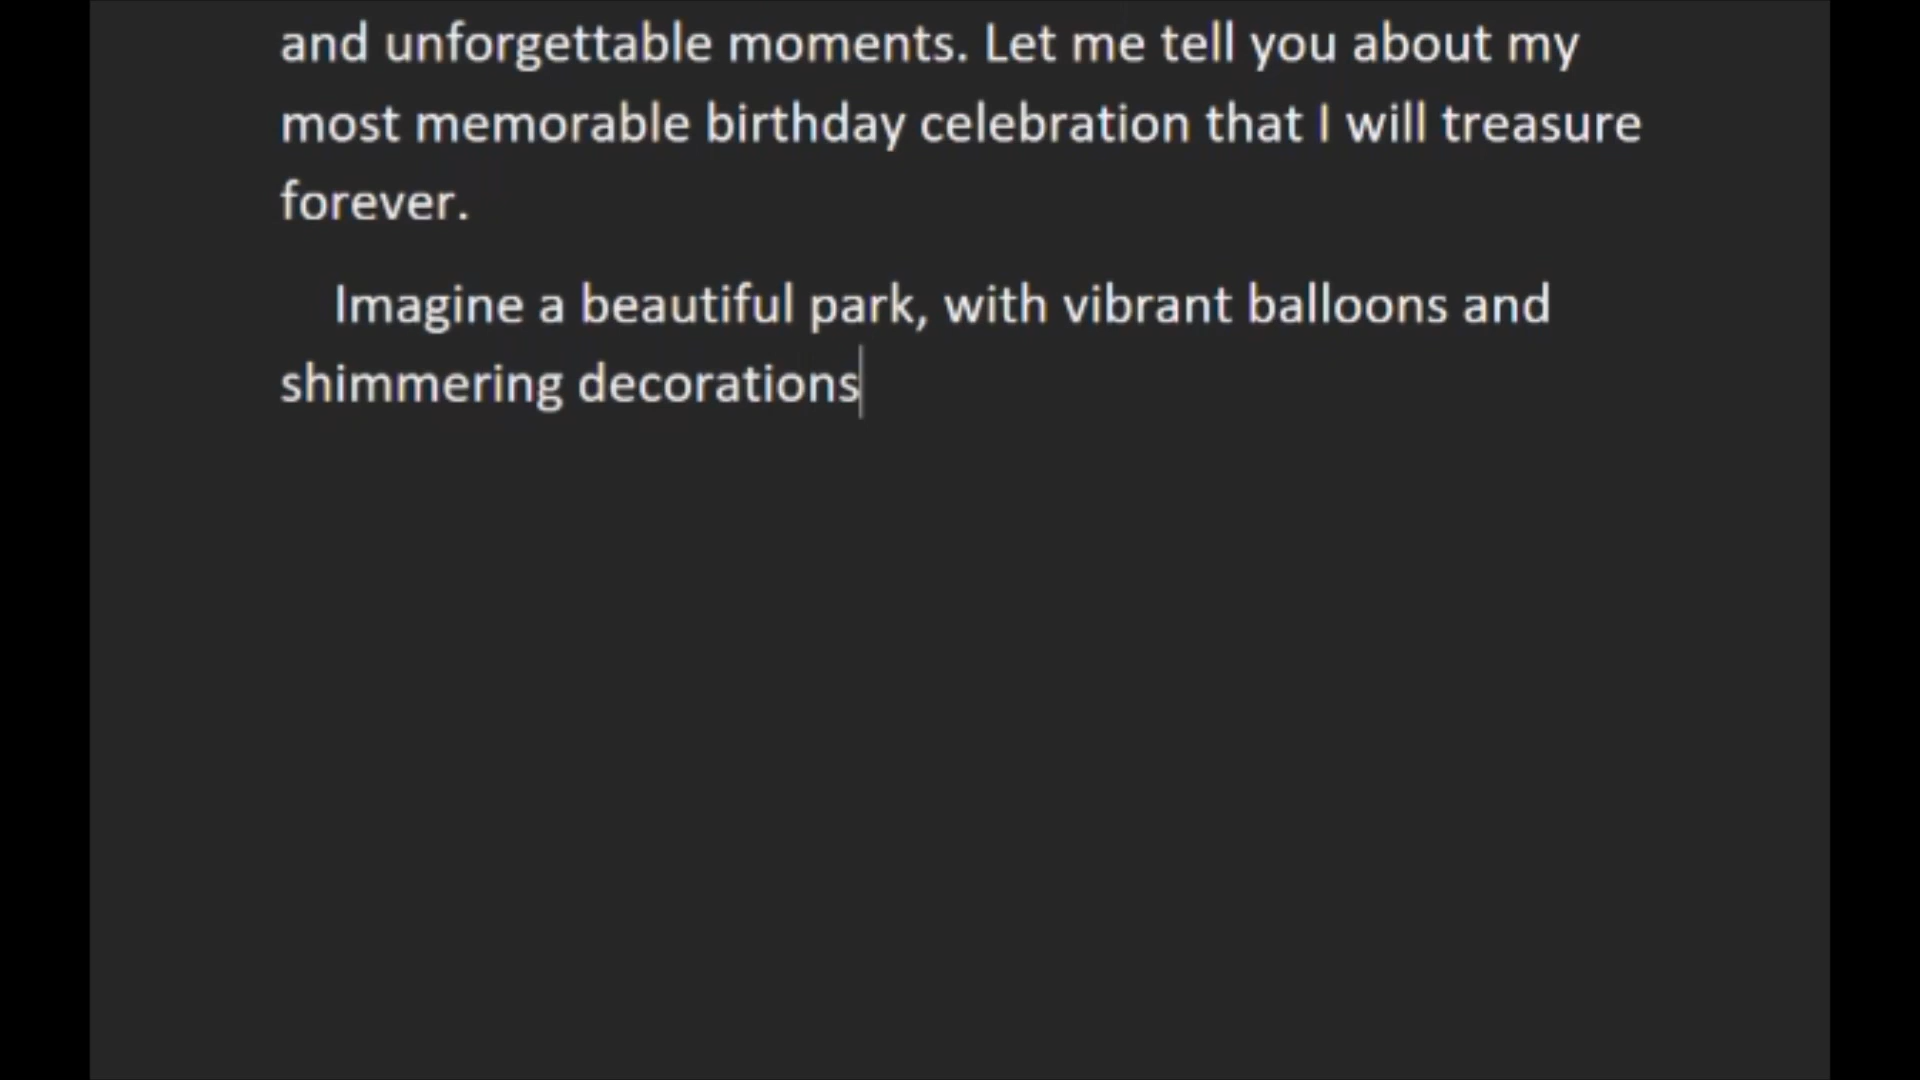 and unforgettable moments. Let me tell you about my
most memorable birthday celebration that I will treasure
forever.
Imagine a beautiful park, with vibrant balloons and
shimmering decorations